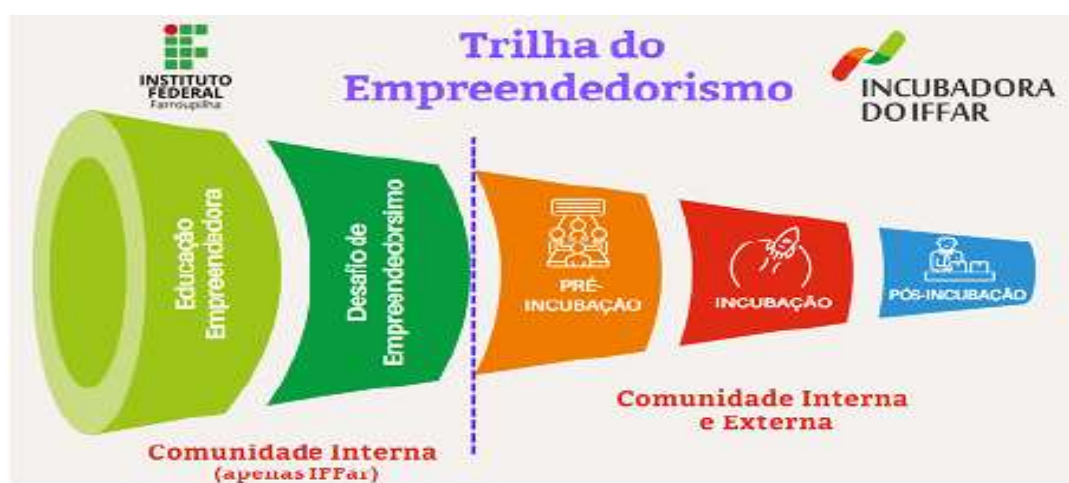 INSTITUTO
FEDERAL
Farroupilha
Trilha do
Empreendedorismo
INCUBADORA
DO IFFAR
Educação
Empreendedora
Desafio de
Empreendedorsimo
PRÉ-
INCUBAÇÃO
INCUBAÇÃO
PÓS-INCUBAÇÃO
Comunidade Interna
(apenas IFFar)
Comunidade Interna
e Externa